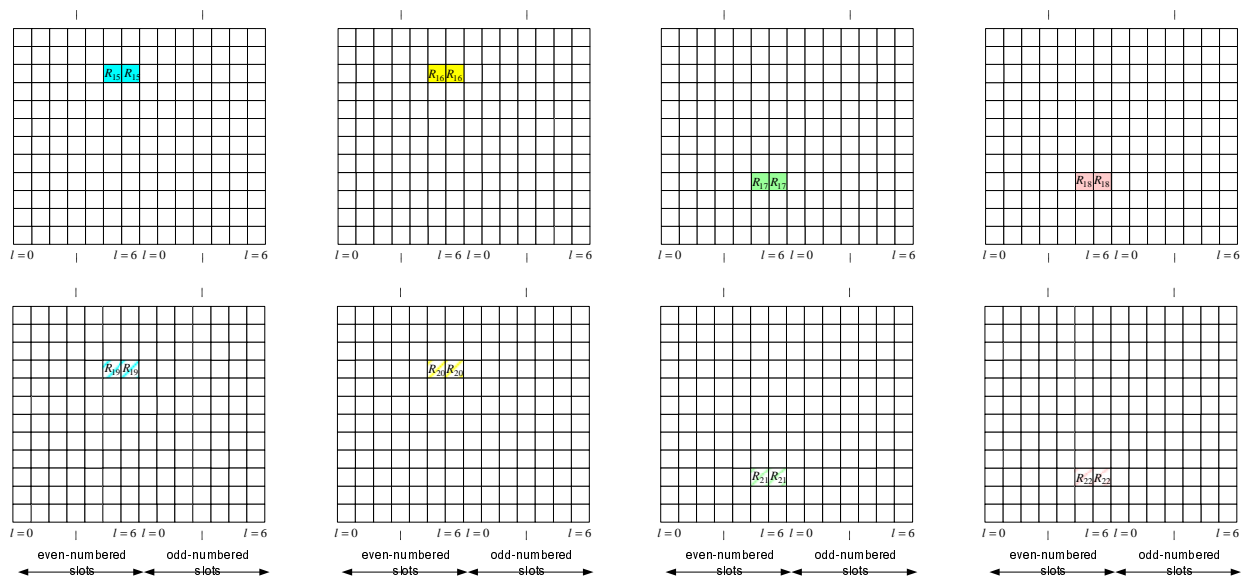 R15 R15 R16 R16 R17 R17 R18 R18
l = 0 l = 6 l = 0 l = 6 l = 0 l = 6 l = 0 l = 6 l = 0 l = 6 l = 0 l = 6 l = 0 l = 6 l = 0 l = 6
R19 R19 R20 R20 R21 R21 R22 R22
l = 0 l = 6 l = 0 l = 6 l = 0 l = 6 l = 0 l = 6 l = 0 l = 6 l = 0 l = 6 l = 0 l = 6 l = 0 l = 6
even-numbered odd-numbered even-numbered odd-numbered even-numbered odd-numbered even-numbered odd-numbered
slots slots slots slots slots slots slots slots